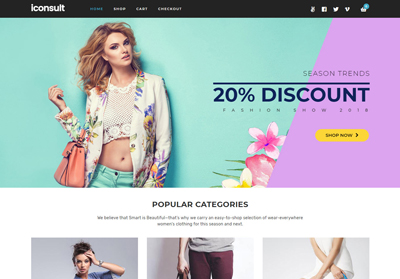 iconsult
HOME SHOP CART CHECKOUT
SEASON TRENDS
20% DISCOUNT
FASHION SHOW 2018
SHOP NOW
POPULAR CATEGORIES
We believe that Smart is Beautiful–that's why we carry an easy-to-shop selection of wear-everywhere
women's clothing for this season and next.